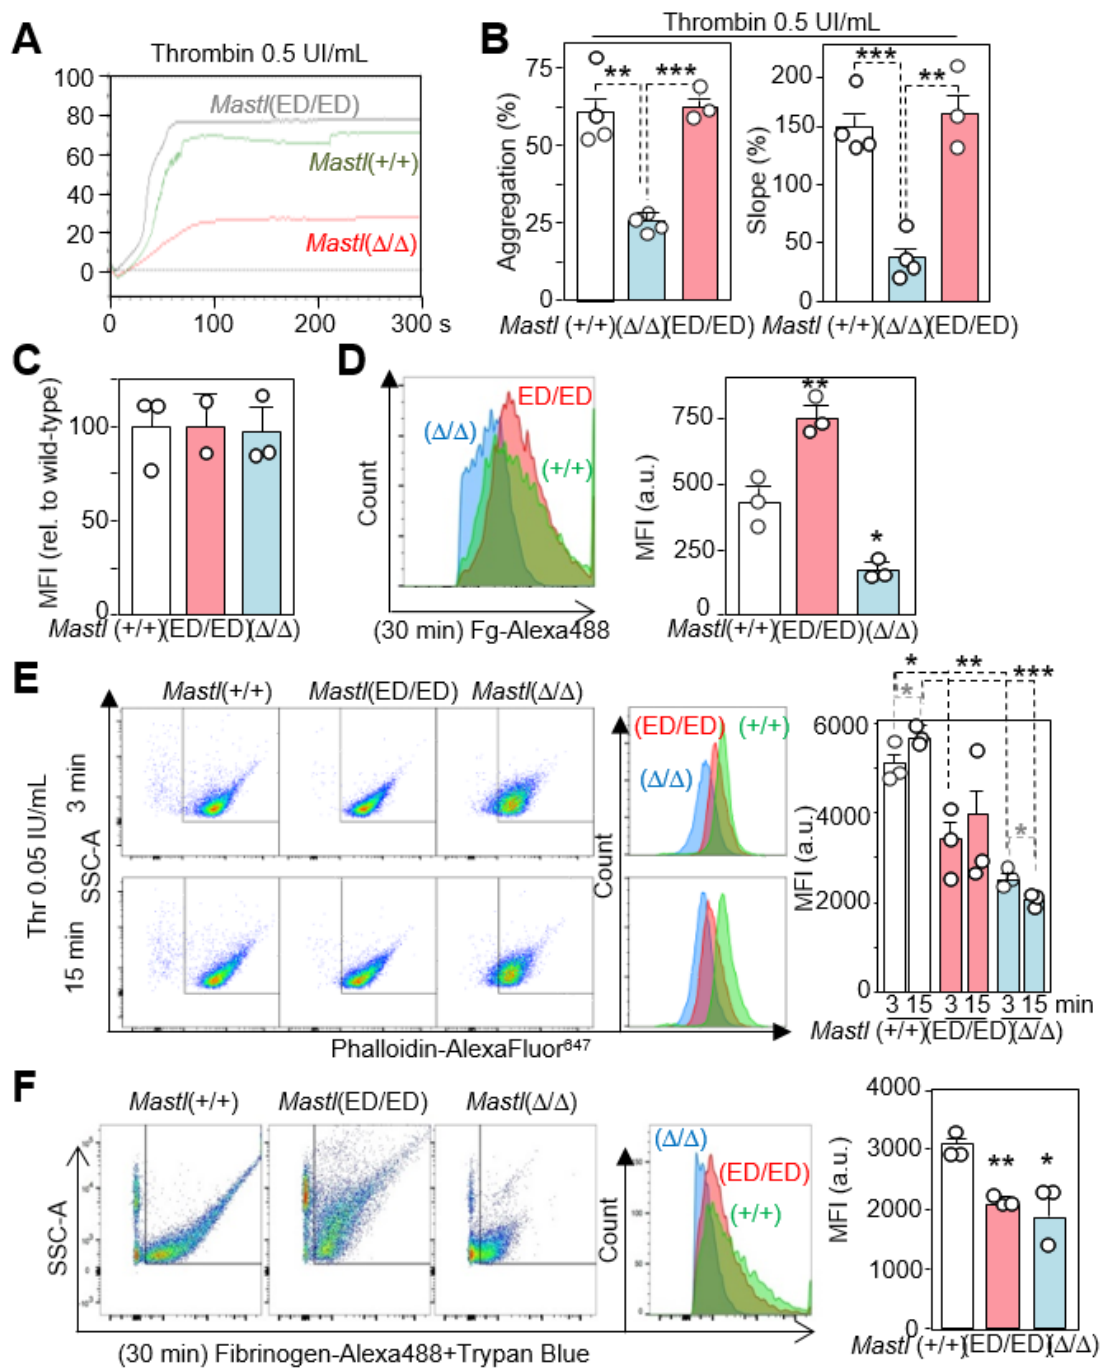 A
Thrombin 0.5 UI/mL
100
80
60
40
20
0
Mastl(ED/ED)
Mastl(+/+)
Mastl(Δ/Δ)
0 100 200 300 s
B
Thrombin 0.5 UI/mL
Aggregation (%)
75
50
25
0
** ***
Mastl (+/+)(Δ/Δ)(ED/ED)
Slope (%)
200
150
100
50
0
*** **
Mastl (+/+)(Δ/Δ)(ED/ED)
C
MFI (rel. to wild-type)
100
50
0
Mastl (+/+)(ED/ED)(Δ/Δ)
D
Count
ED/ED
(Δ/Δ)
(+/+)
(30 min) Fg-Alexa488
MFI (a.u.)
750
500
250
0
**
*
Mastl(+/+)(ED/ED)(Δ/Δ)
E
Mastl(+/+) Mastl(ED/ED) Mastl(Δ/Δ)
Thr 0.05 IU/mL
3 min
15 min
SSC-A
Phalloidin-AlexaFluor⁶⁴⁷
Count
(ED/ED) (+/+)
(Δ/Δ)
MFI (a.u.)
6000
4000
2000
0
* ** ***
*
*
3 15 3 15 3 15 min
Mastl (+/+)(ED/ED)(Δ/Δ)
F
Mastl(+/+) Mastl(ED/ED) Mastl(Δ/Δ)
SSC-A
(30 min) Fibrinogen-Alexa488+Trypan Blue
Count
150
100
50
0
(Δ/Δ)
(ED/ED)
(+/+)
MFI (a.u.)
4000
3000
2000
1000
0
** *
Mastl (+/+)(ED/ED)(Δ/Δ)